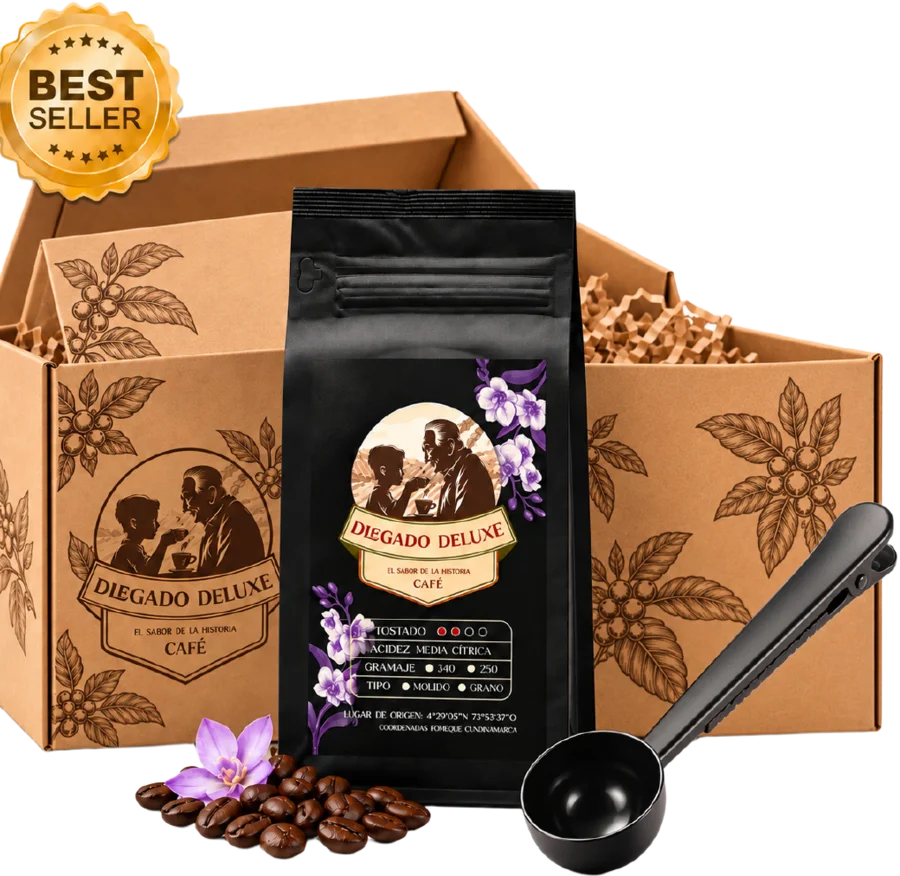 BEST
SELLER
DLEGADO DELUXE
EL SABOR DE LA HISTORIA
CAFÉ
DLEGADO DELUXE
EL SABOR DE LA HISTORIA
CAFÉ
TOSTADO
ACIDEZ MEDIA CÍTRICA
GRAMAJE 340 250
TIPO MOLIDO GRANO
LUGAR DE ORIGEN: 4°29'05"N 73°53'37"O
COORDENADAS FOMEQUE CUNDINAMARCA